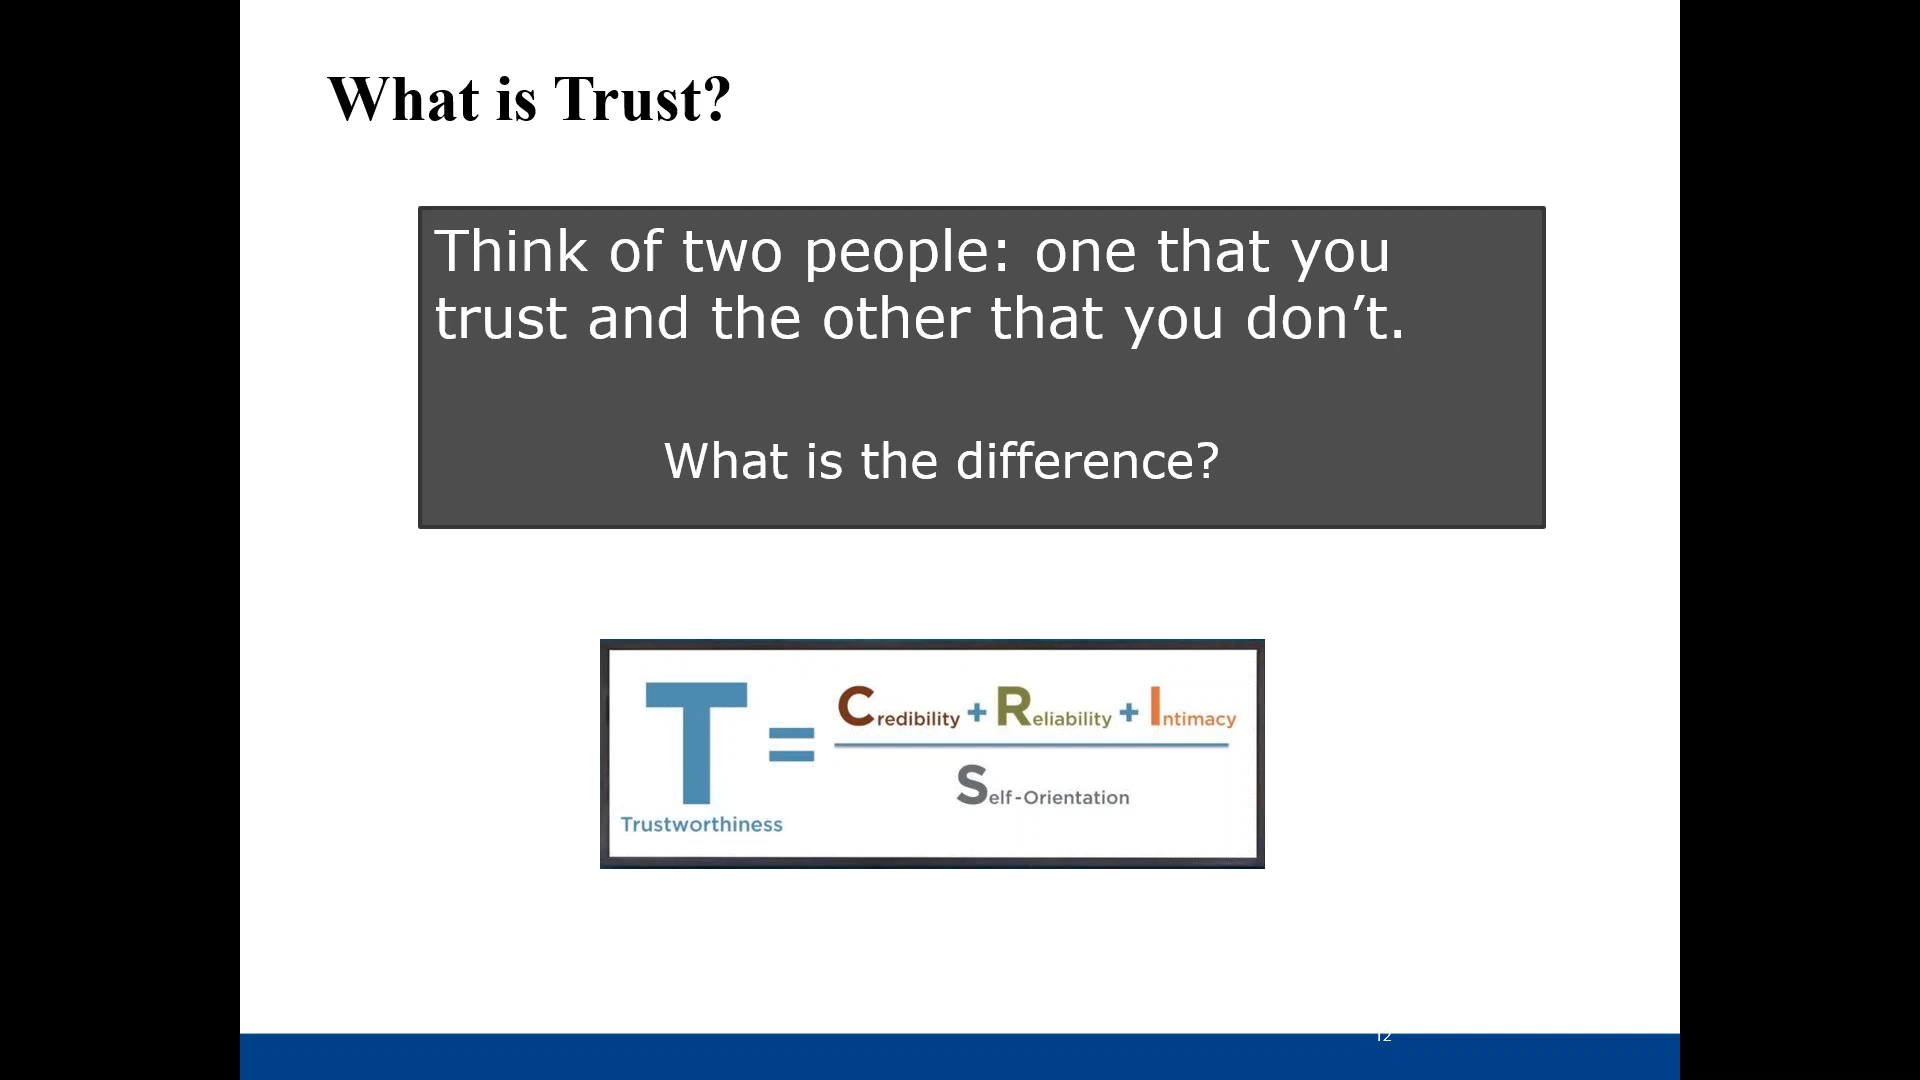 What is Trust?
Think of two people: one that you
trust and the other that you don’t.
What is the difference?
T = Credibility + Reliability + Intimacy
Self-Orientation
Trustworthiness
12